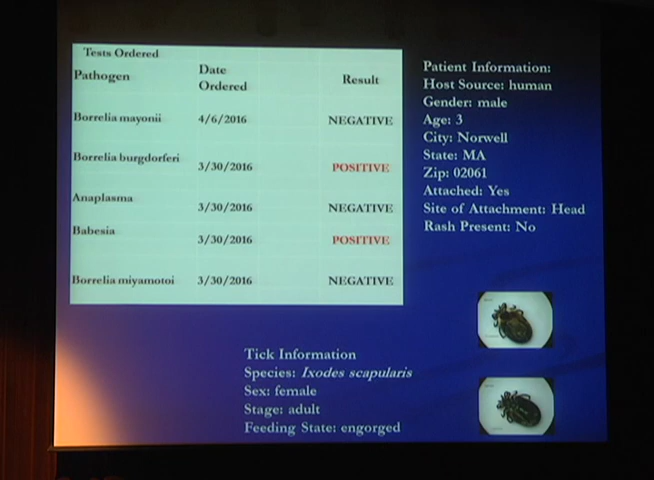 Tests Ordered
Pathogen Date Ordered Result
Borrelia mayonii 4/6/2016 NEGATIVE
Borrelia burgdorferi 3/30/2016 POSITIVE
Anaplasma 3/30/2016 NEGATIVE
Babesia 3/30/2016 POSITIVE
Borrelia miyamotoi 3/30/2016 NEGATIVE
Patient Information:
Host Source: human
Gender: male
Age: 3
City: Norwell
State: MA
Zip: 02061
Attached: Yes
Site of Attachment: Head
Rash Present: No
Tick Information
Species: Ixodes scapularis
Sex: female
Stage: adult
Feeding State: engorged